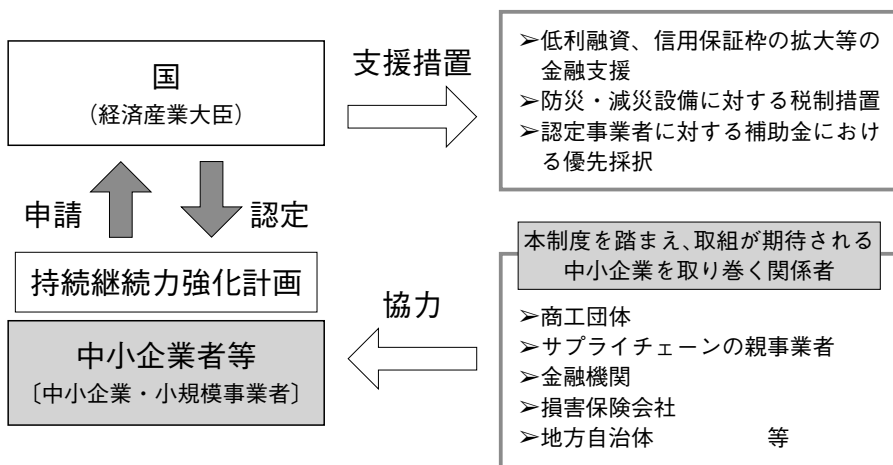 国
（経済産業大臣）
支援措置
➢低利融資、信用保証枠の拡大等の
金融支援
➢防災・減災設備に対する税制措置
➢認定事業者に対する補助金におけ
る優先採択
申請
認定
持続継続力強化計画
中小企業者等
〔中小企業・小規模事業者〕
協力
本制度を踏まえ、取組が期待される
中小企業を取り巻く関係者
➢商工団体
➢サプライチェーンの親事業者
➢金融機関
➢損害保険会社
➢地方自治体　　　　　等